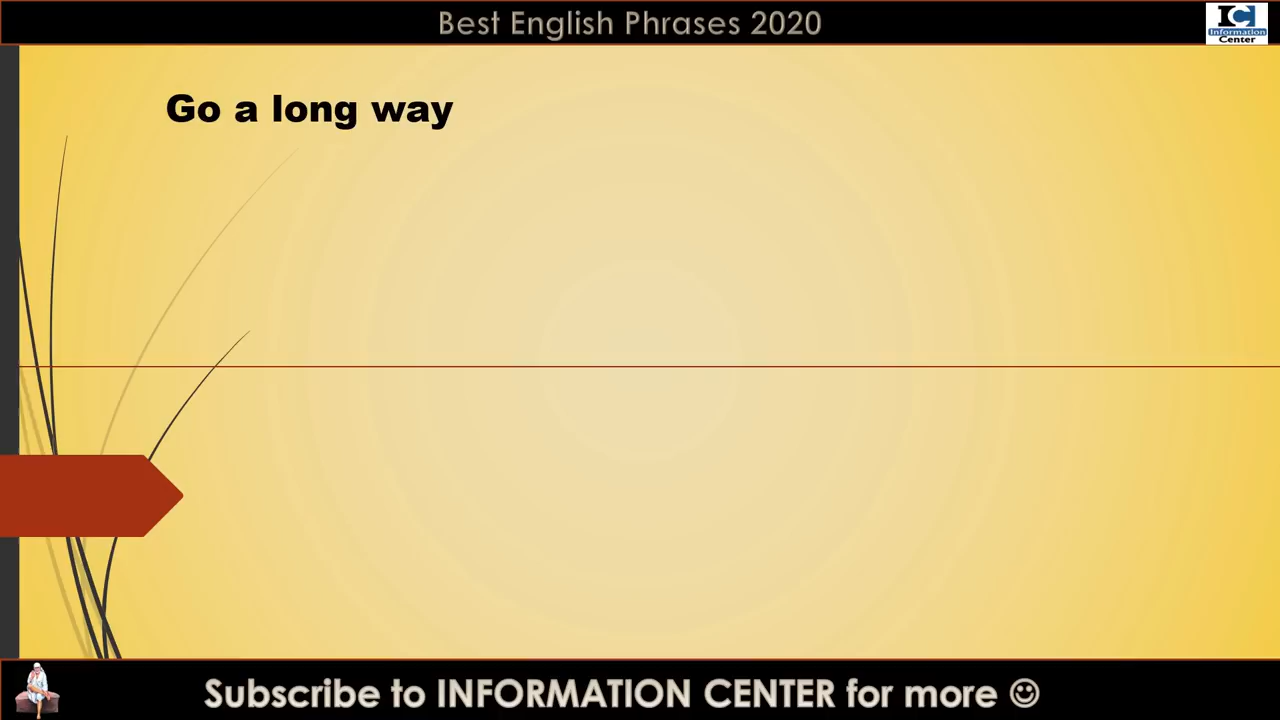 Best English Phrases 2020
IC
Information
Center
Go a long way
Subscribe to INFORMATION CENTER for more ☺